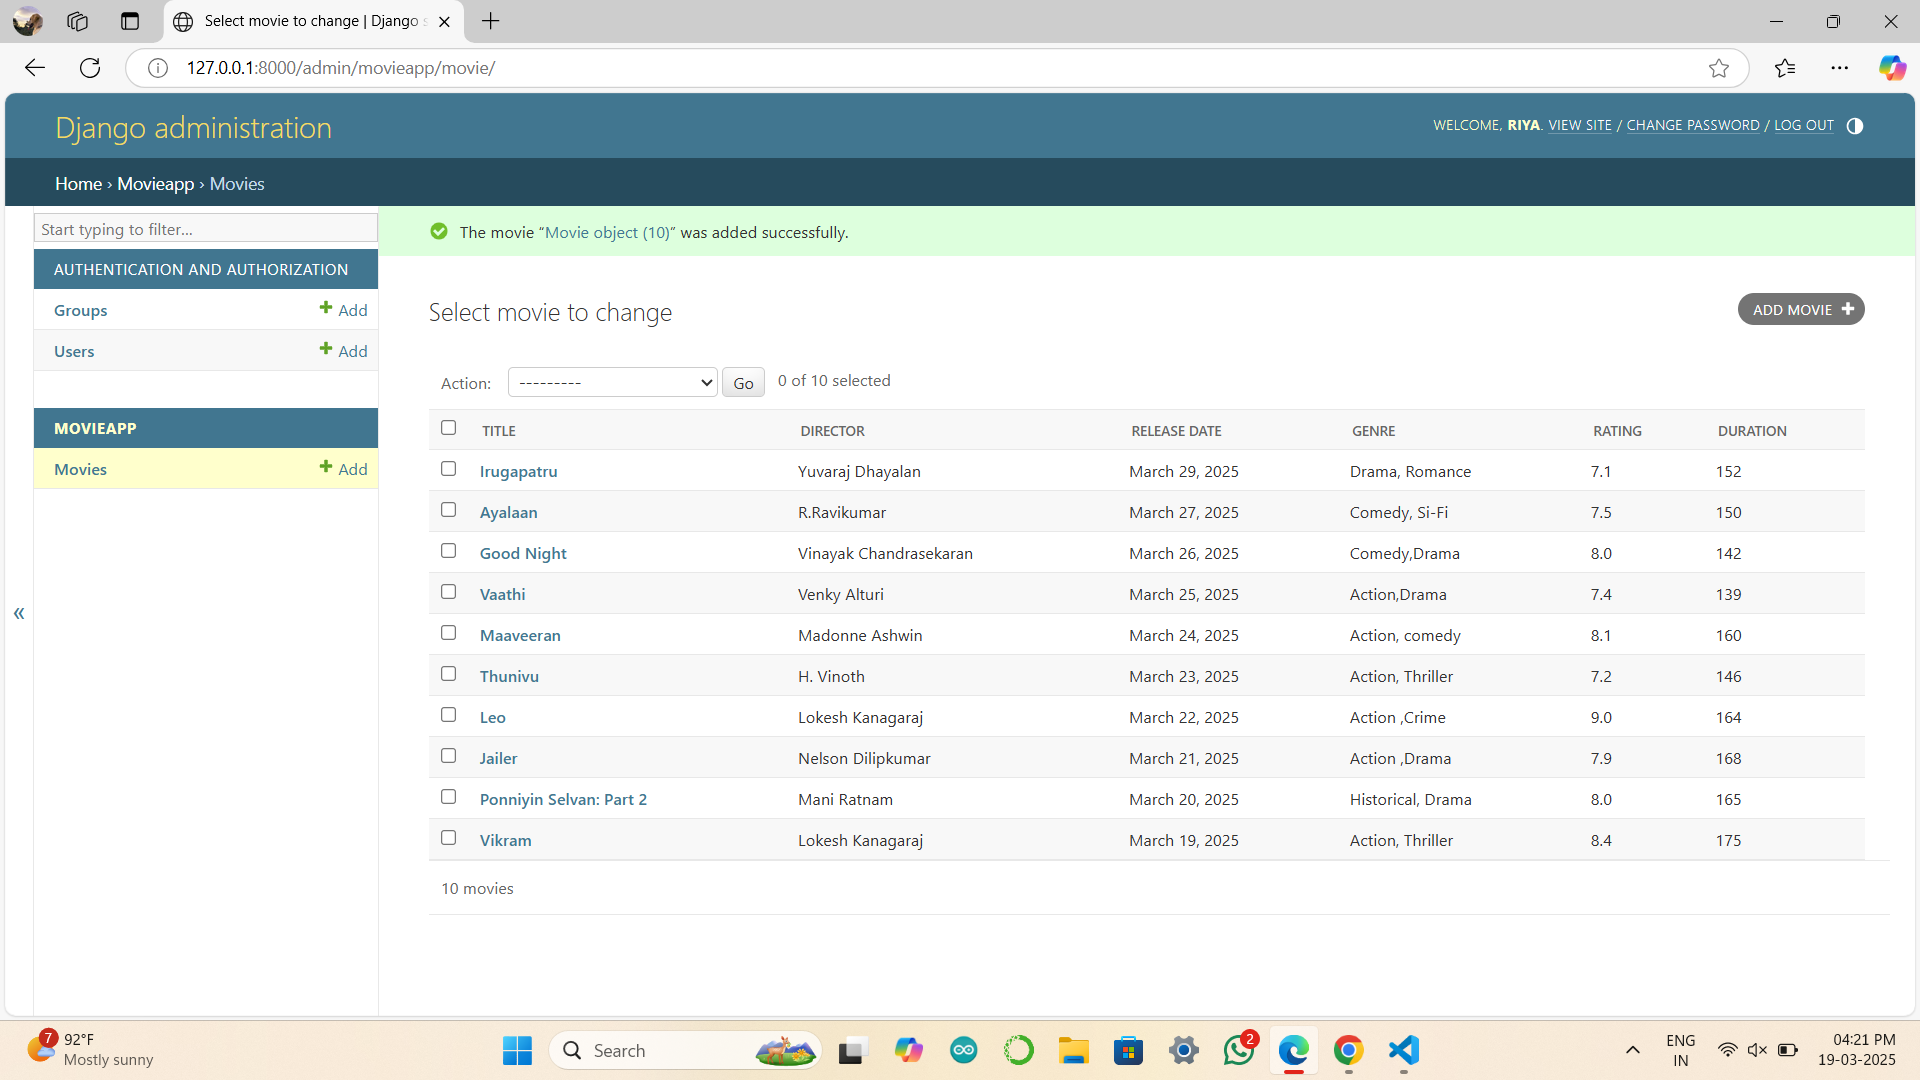 Select movie to change | Django s
127.0.0.1:8000/admin/movieapp/movie/
Django administration
WELCOME, RIYA. VIEW SITE / CHANGE PASSWORD / LOG OUT
Home › Movieapp › Movies
Start typing to filter...
The movie “Movie object (10)” was added successfully.
AUTHENTICATION AND AUTHORIZATION
Groups Add
Users Add
MOVIEAPP
Movies Add
«
Select movie to change
ADD MOVIE
Action: --------- Go 0 of 10 selected
TITLE DIRECTOR RELEASE DATE GENRE RATING DURATION
Irugapatru Yuvaraj Dhayalan March 29, 2025 Drama, Romance 7.1 152
Ayalaan R.Ravikumar March 27, 2025 Comedy, Si-Fi 7.5 150
Good Night Vinayak Chandrasekaran March 26, 2025 Comedy,Drama 8.0 142
Vaathi Venky Alturi March 25, 2025 Action,Drama 7.4 139
Maaveeran Madonne Ashwin March 24, 2025 Action, comedy 8.1 160
Thunivu H. Vinoth March 23, 2025 Action, Thriller 7.2 146
Leo Lokesh Kanagaraj March 22, 2025 Action ,Crime 9.0 164
Jailer Nelson Dilipkumar March 21, 2025 Action ,Drama 7.9 168
Ponniyin Selvan: Part 2 Mani Ratnam March 20, 2025 Historical, Drama 8.0 165
Vikram Lokesh Kanagaraj March 19, 2025 Action, Thriller 8.4 175
10 movies
7
92°F
Mostly sunny
Search
2
ENG
IN
04:21 PM
19-03-2025